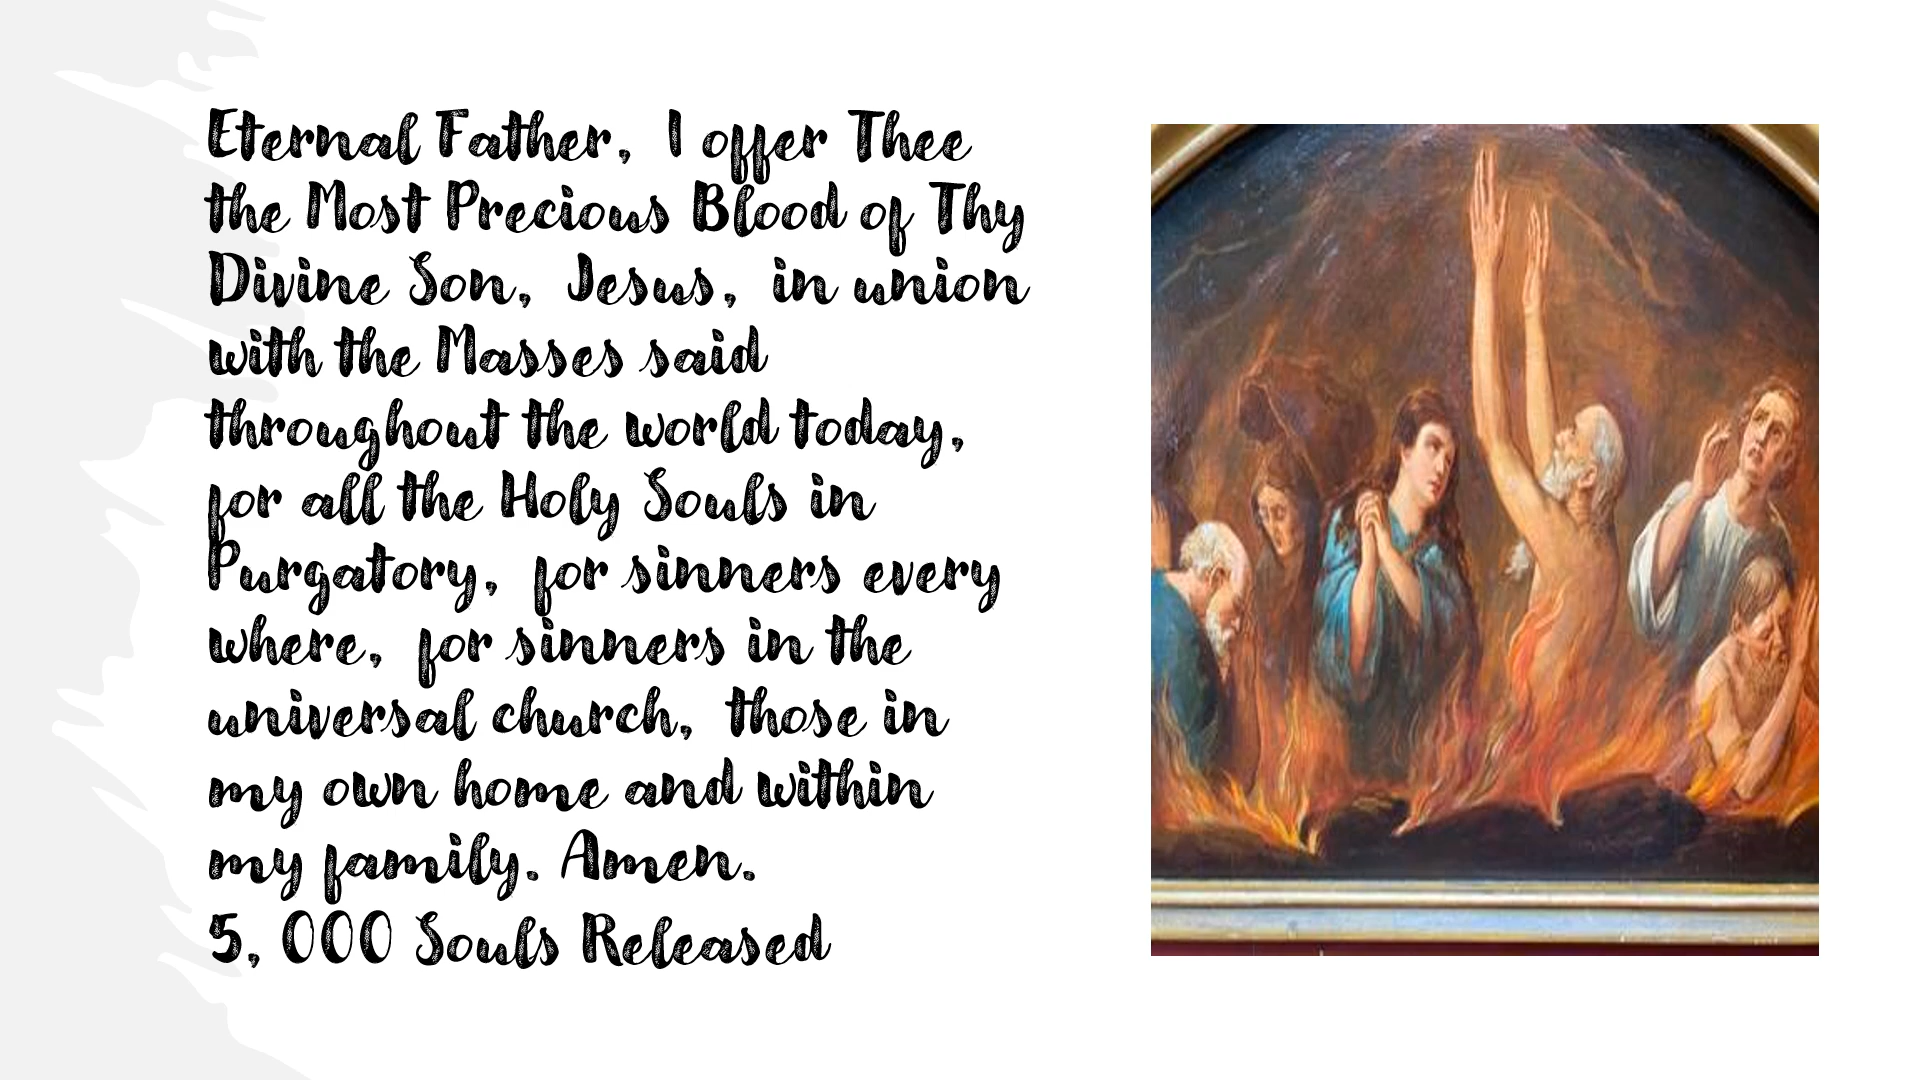 Eternal Father, I offer Thee
the Most Precious Blood of Thy
Divine Son, Jesus, in union
with the Masses said
throughout the world today,
for all the Holy Souls in
Purgatory, for sinners every
where, for sinners in the
universal church, those in
my own home and within
my family. Amen.
5, 000 Souls Released